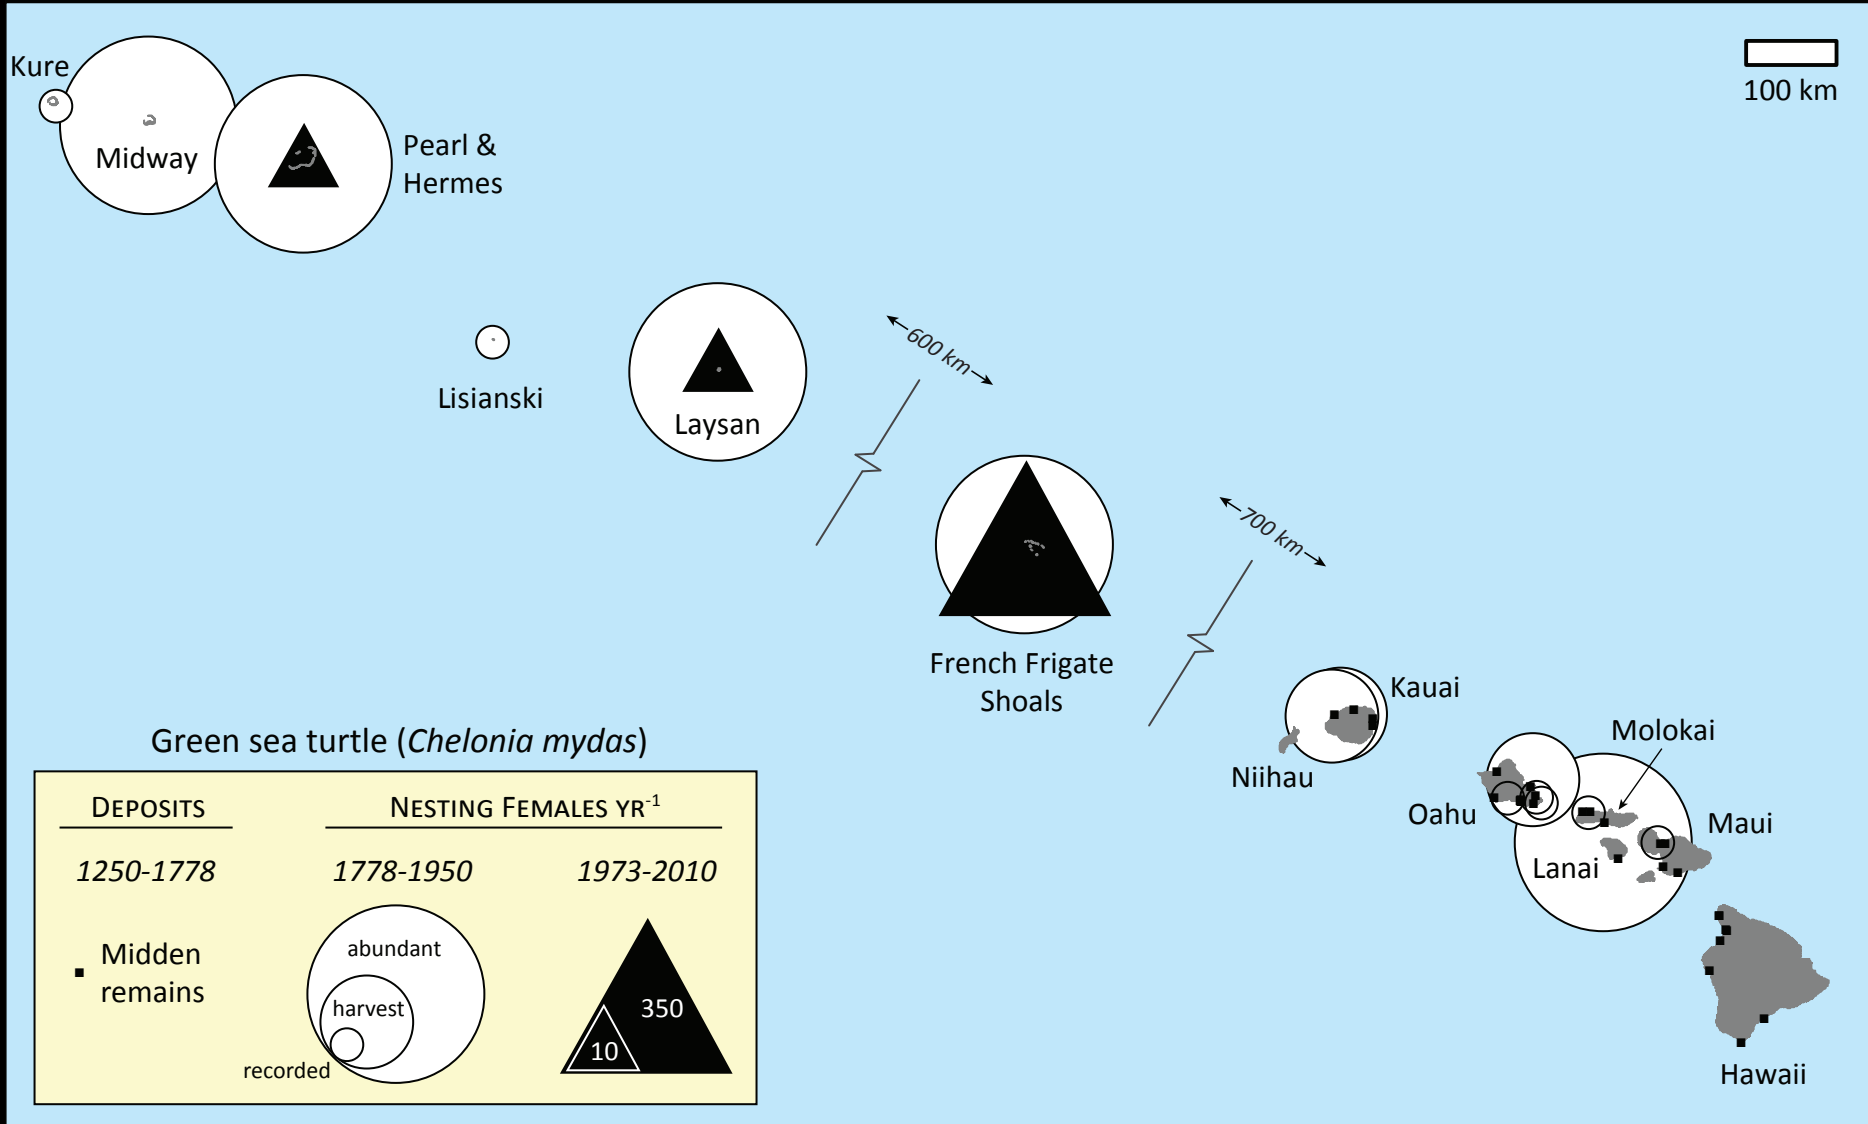 Kure
100 km
Midway
Pearl &
Hermes
Lisianski
Laysan
600 km
700 km
French Frigate
Shoals
Kauai
Niihau
Molokai
Oahu
Maui
Lanai
Hawaii
Green sea turtle (Chelonia mydas)
DEPOSITS
NESTING FEMALES YR-1
1250-1778
1778-1950
1973-2010
Midden
remains
abundant
harvest
recorded
350
10